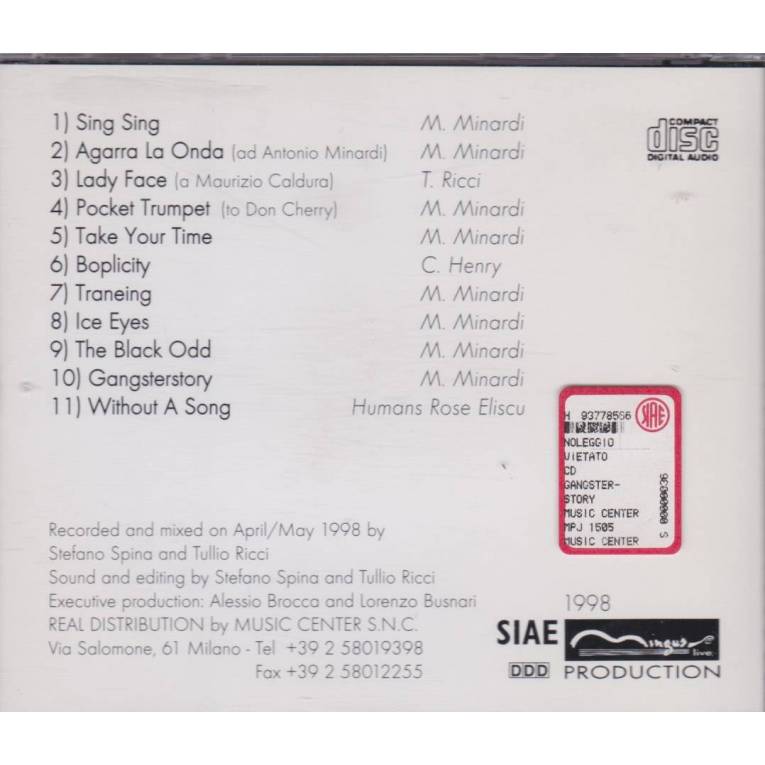 1) Sing Sing M. Minardi
2) Agarra La Onda (ad Antonio Minardi) M. Minardi
3) Lady Face (a Maurizio Caldura) T. Ricci
4) Pocket Trumpet (to Don Cherry) M. Minardi
5) Take Your Time M. Minardi
6) Boplicity C. Henry
7) Traneing M. Minardi
8) Ice Eyes M. Minardi
9) The Black Odd M. Minardi
10) Gangsterstory M. Minardi
11) Without A Song Humans Rose Eliscu
COMPACT
disc
DIGITAL AUDIO
H 93778566
NOLEGGIO
VIETATO
CD
GANGSTER-
STORY
MUSIC CENTER
MPJ 1505
MUSIC CENTER
S 00000036
Recorded and mixed on April/May 1998 by
Stefano Spina and Tullio Ricci
Sound and editing by Stefano Spina and Tullio Ricci
Executive production: Alessio Brocca and Lorenzo Busnari
REAL DISTRIBUTION by MUSIC CENTER S.N.C.
Via Salomone, 61 Milano - Tel +39 2 58019398
Fax +39 2 58012255
1998
SIAE
Mingus
live
DDD PRODUCTION